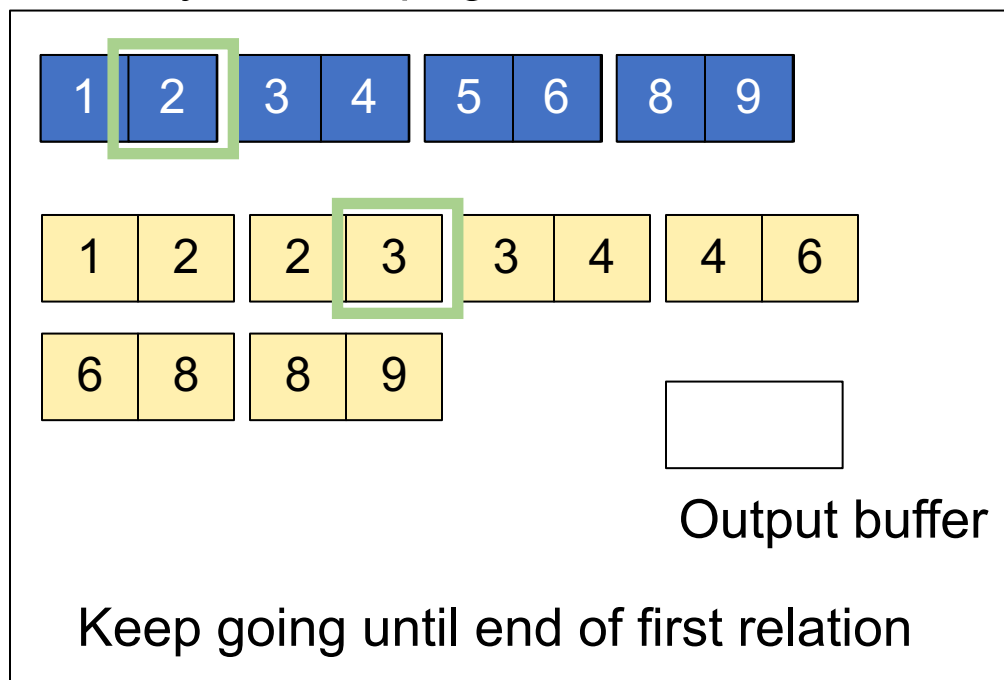 1 2 3 4 5 6 8 9
1 2 2 3 3 4 4 6
6 8 8 9
Output buffer
Keep going until end of first relation